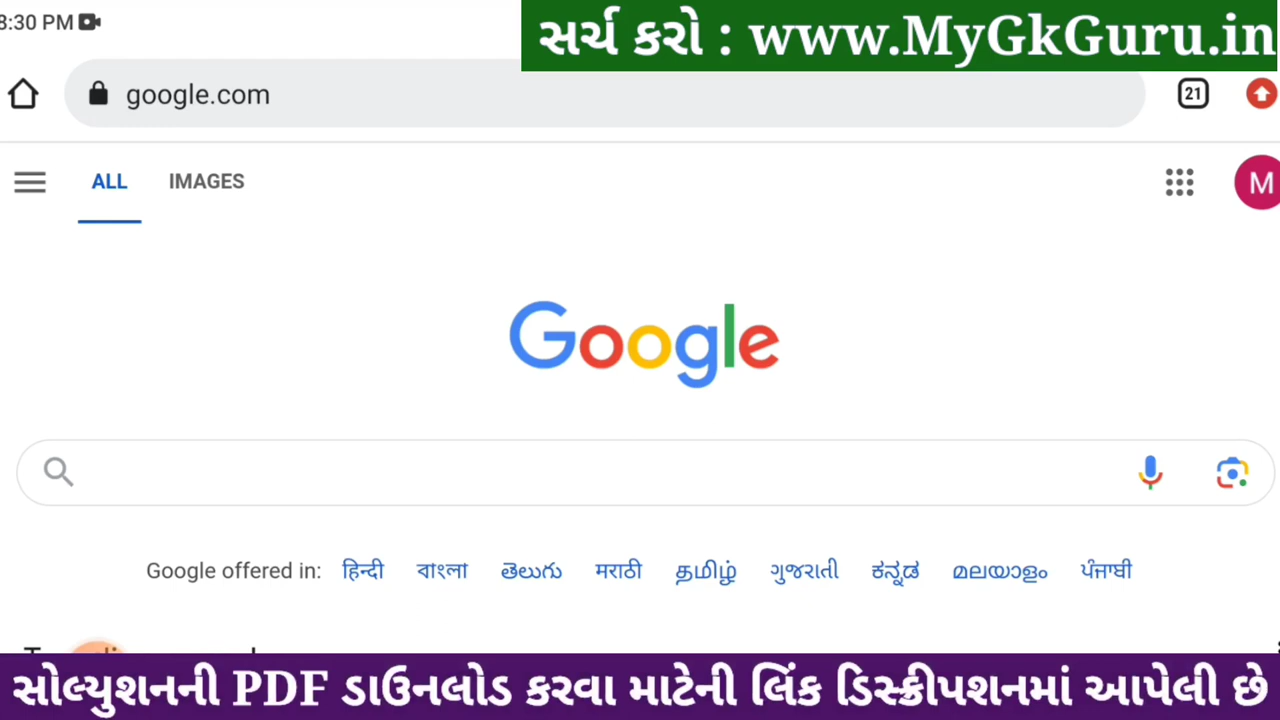 8:30 PM
સર્ચ કરો : www.MyGkGuru.in
google.com
21
ALL IMAGES
M
Google
Google offered in: हिन्दी বাংলা తెలుగు मराठी தமிழ் ગુજરાતી ಕನ್ನಡ മലയാളം ਪੰਜਾਬੀ
સોલ્યુશનની PDF ડાઉનલોડ કરવા માટેની લિંક ડિસ્ક્રીપશનમાં આપેલી છે